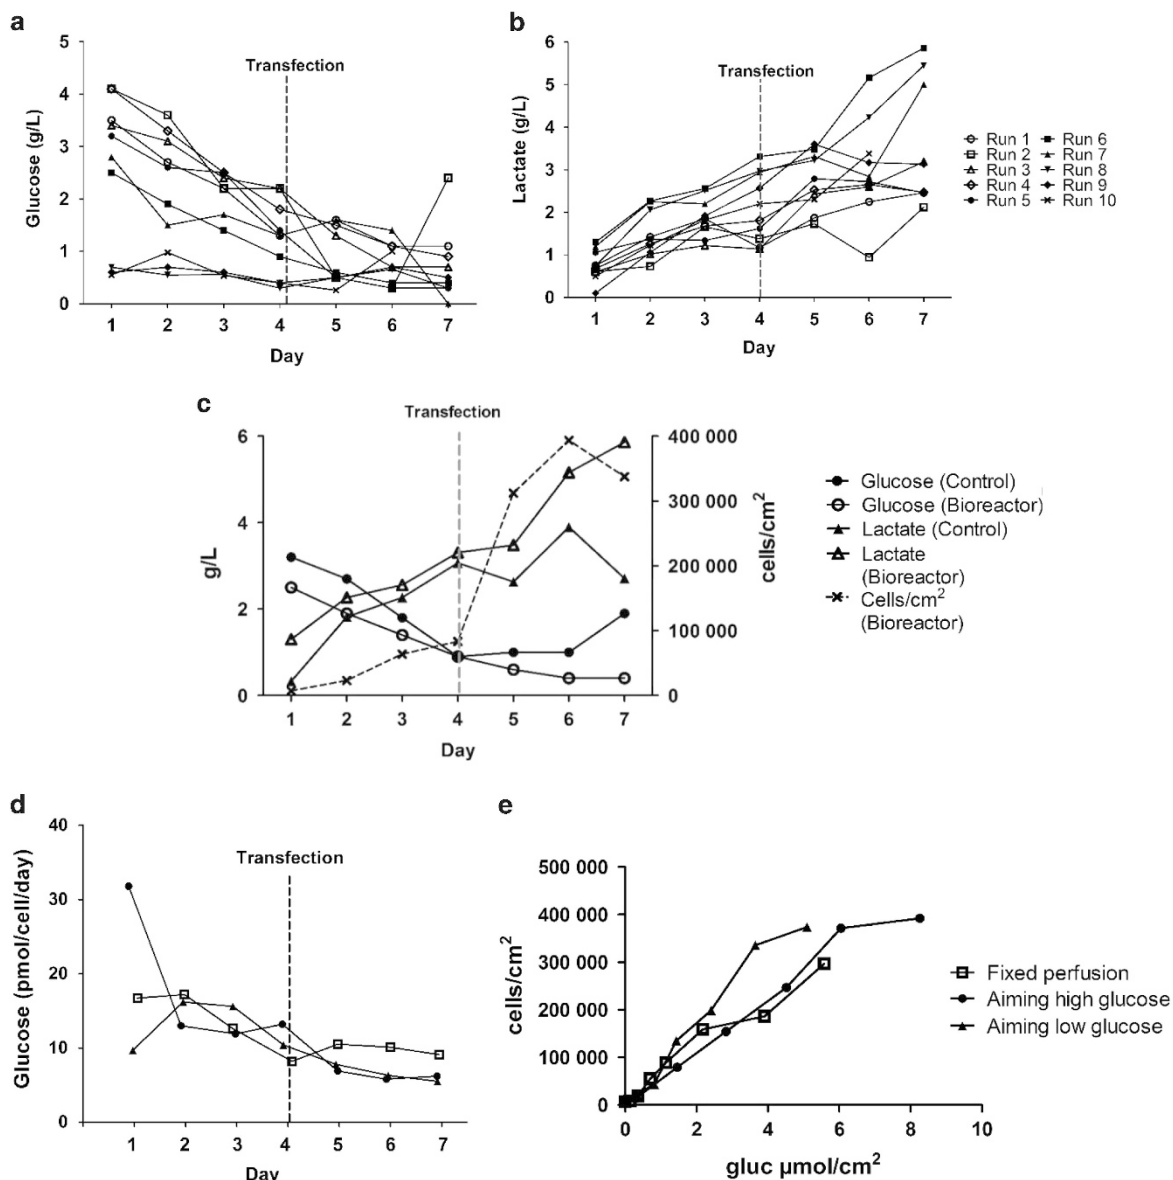 a
Glucose (g/L)
5
4
3
2
1
0
Transfection
1 2 3 4 5 6 7
Day
b
Lactate (g/L)
6
5
4
3
2
1
0
Transfection
1 2 3 4 5 6 7
Day
Run 1 Run 6
Run 2 Run 7
Run 3 Run 8
Run 4 Run 9
Run 5 Run 10
c
Transfection
g/L
6
4
2
0
400 000
300 000
200 000
100 000
0
cells/cm²
1 2 3 4 5 6 7
Day
Glucose (Control)
Glucose (Bioreactor)
Lactate (Control)
Lactate
(Bioreactor)
Cells/cm²
(Bioreactor)
d
Glucose (pmol/cell/day)
40
30
20
10
0
Transfection
1 2 3 4 5 6 7
Day
e
cells/cm²
500 000
400 000
300 000
200 000
100 000
0
0 2 4 6 8 10
gluc µmol/cm²
Fixed perfusion
Aiming high glucose
Aiming low glucose